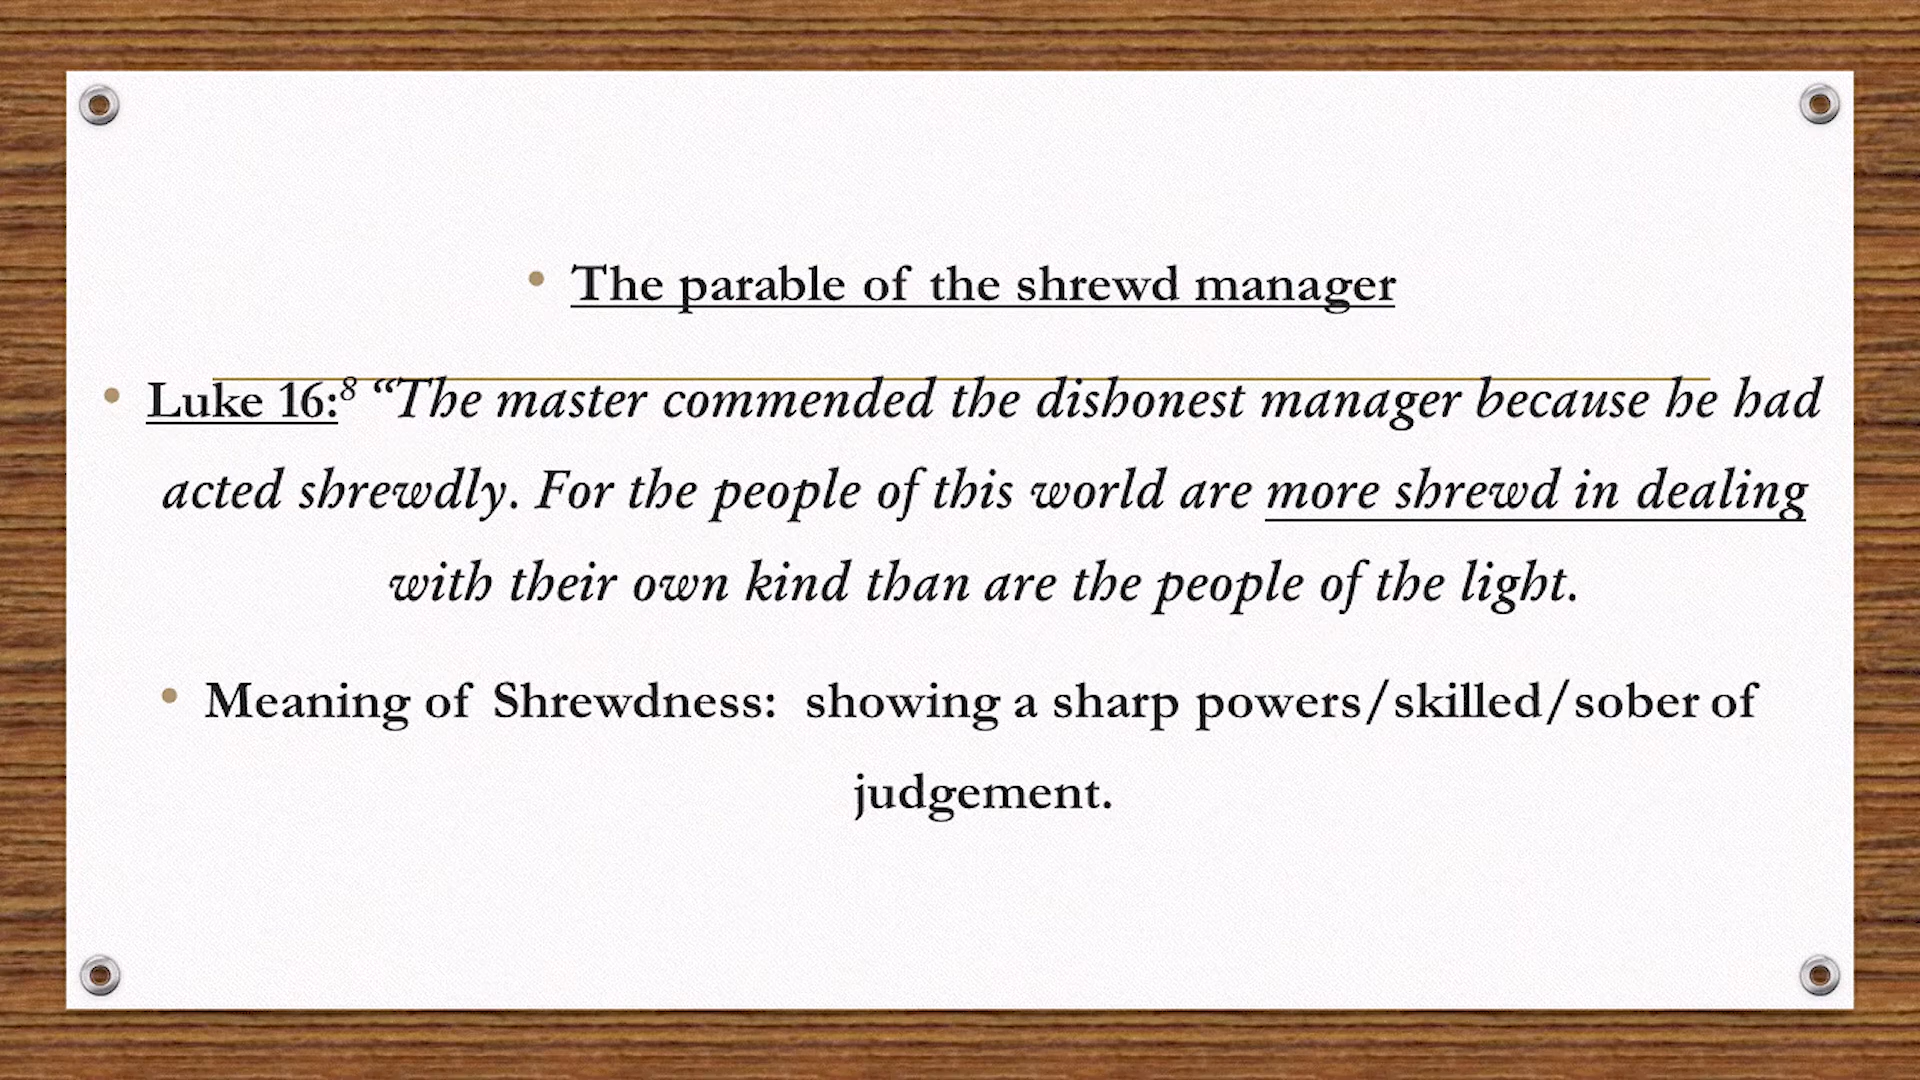 • The parable of the shrewd manager
• Luke 16:⁸ “The master commended the dishonest manager because he had
acted shrewdly. For the people of this world are more shrewd in dealing
with their own kind than are the people of the light.
• Meaning of Shrewdness: showing a sharp powers/skilled/sober of
judgement.